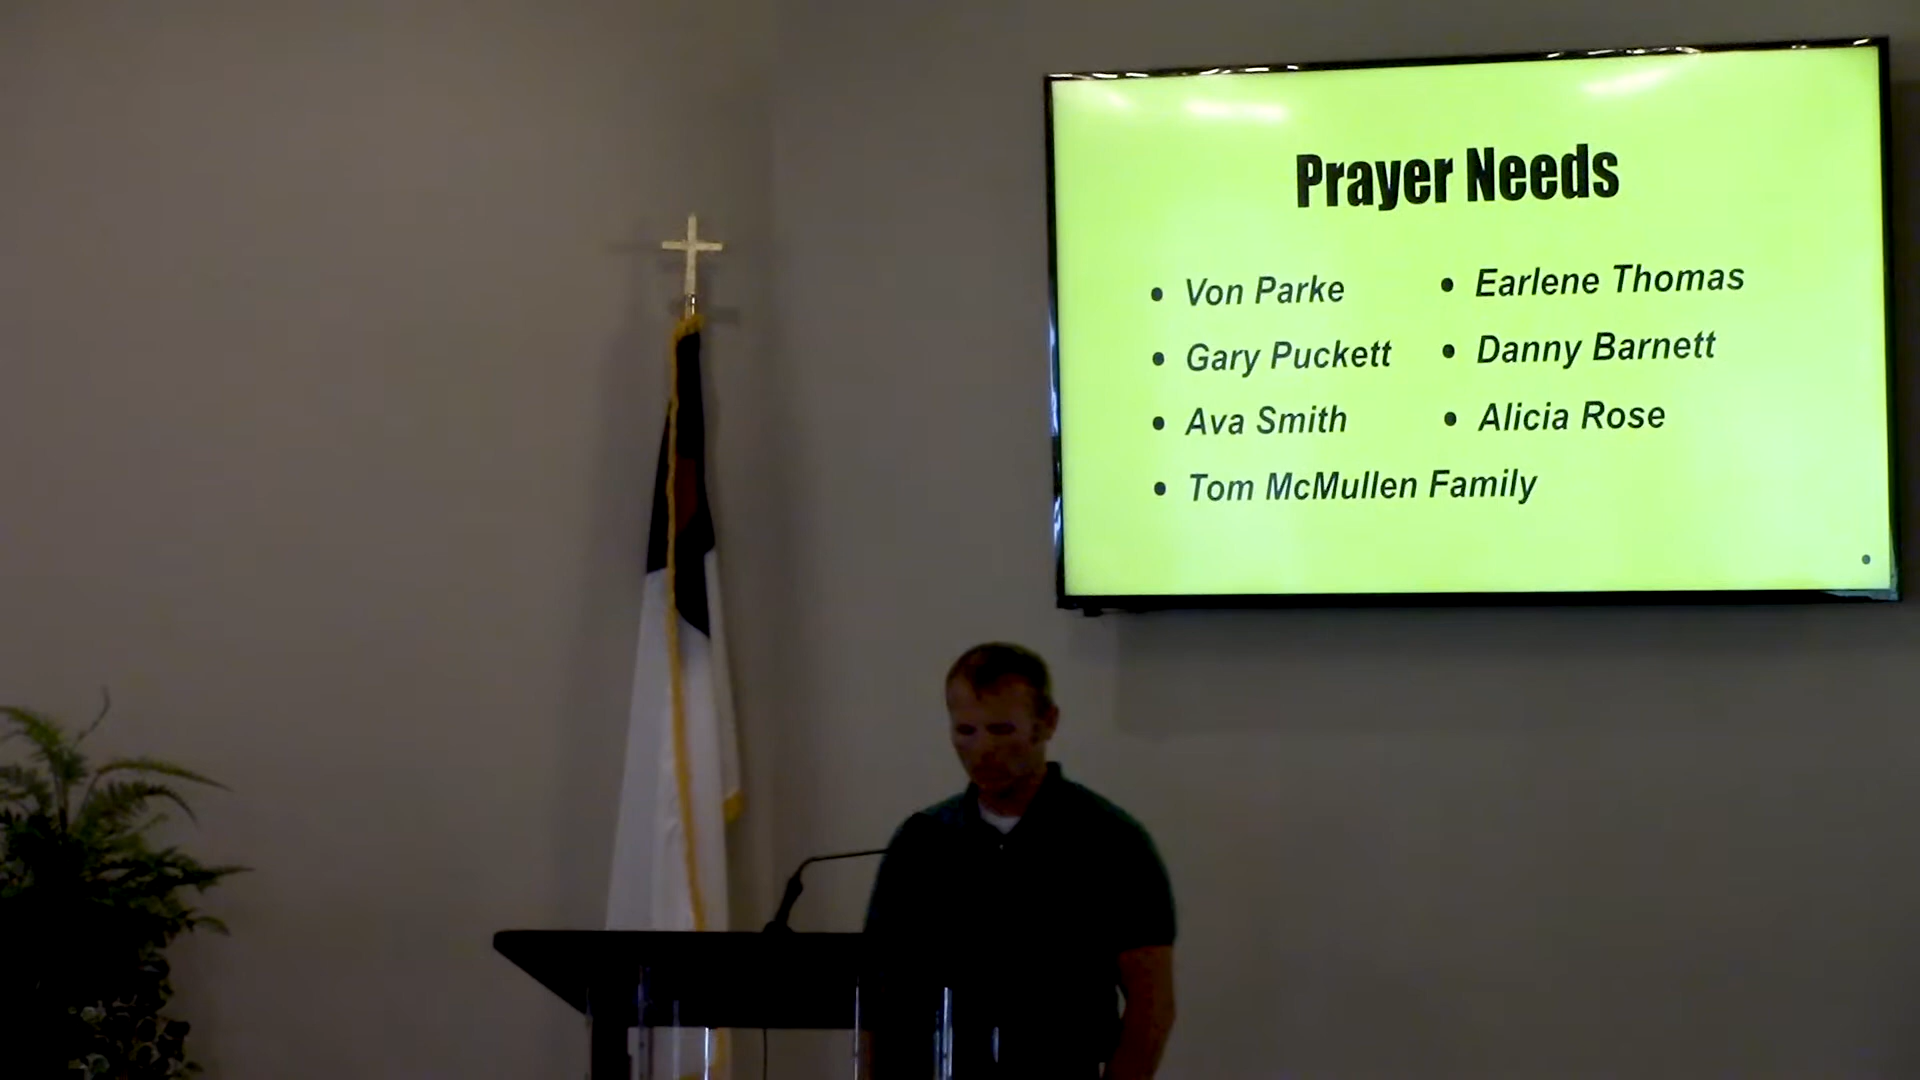 Prayer Needs
• Von Parke
• Gary Puckett
• Ava Smith
• Tom McMullen Family
• Earlene Thomas
• Danny Barnett
• Alicia Rose